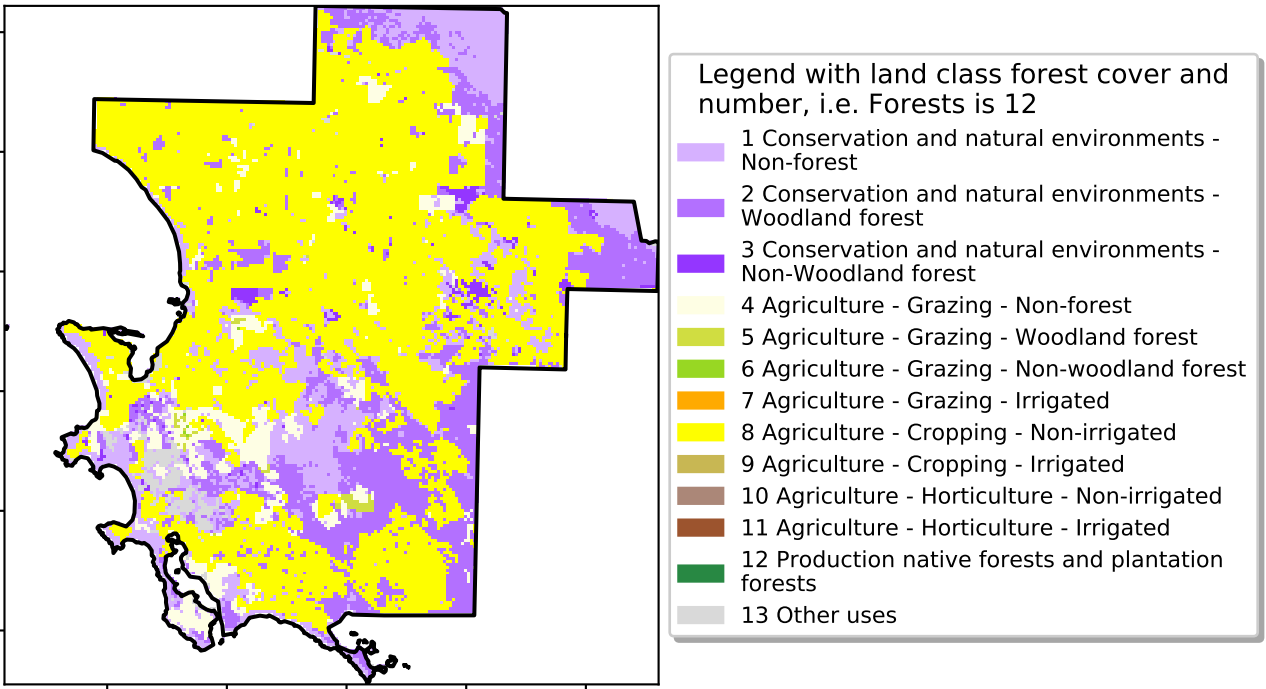 Legend with land class forest cover and
number, i.e. Forests is 12
1 Conservation and natural environments -
Non-forest
2 Conservation and natural environments -
Woodland forest
3 Conservation and natural environments -
Non-Woodland forest
4 Agriculture - Grazing - Non-forest
5 Agriculture - Grazing - Woodland forest
6 Agriculture - Grazing - Non-woodland forest
7 Agriculture - Grazing - Irrigated
8 Agriculture - Cropping - Non-irrigated
9 Agriculture - Cropping - Irrigated
10 Agriculture - Horticulture - Non-irrigated
11 Agriculture - Horticulture - Irrigated
12 Production native forests and plantation
forests
13 Other uses